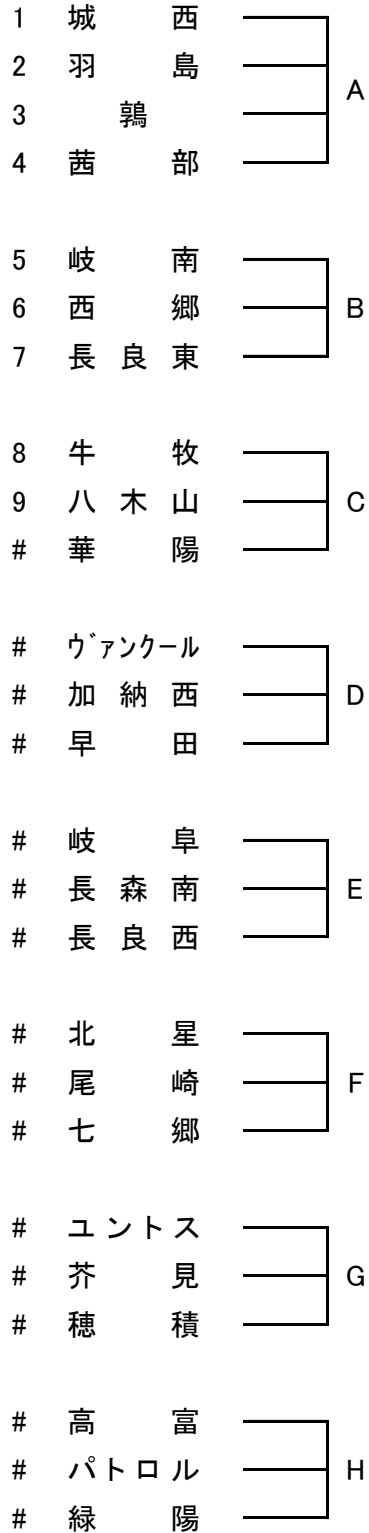 1 城西
2 羽島
3 鶉
A
4 茜部
5 岐南
6 西郷 B
7 長良東
8 牛牧
9 八木山 C
# 華陽
# ヴァンクール
# 加納西 D
# 早田
# 岐阜
# 長森南 E
# 長良西
# 北星
# 尾崎 F
# 七郷
# ユントス
# 芥見 G
# 穂積
# 高富
# パトロル H
# 緑陽